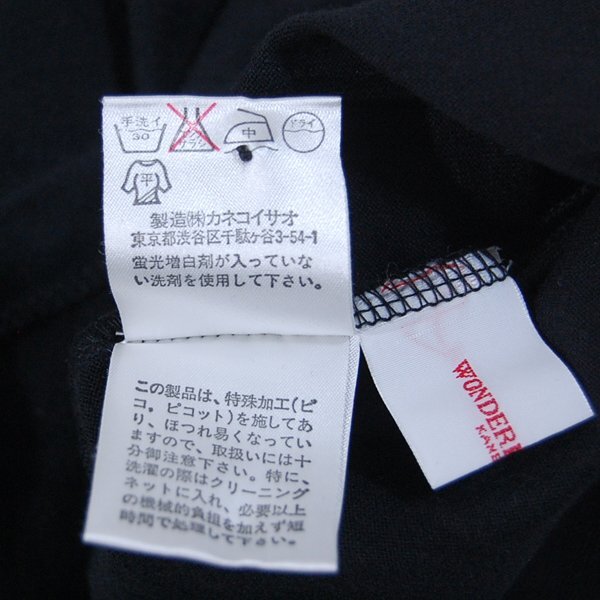 手洗イ
30
エンソ
サラシ
中
ドライ
平
製造㈱カネコイサオ
東京都渋谷区千駄ヶ谷3-54-1
蛍光増白剤が入っていな
い洗剤を使用して下さい。
この製品は、特殊加工(ピ
コ。ピコット)を施してあ
り、ほつれ易くなってい
ますので、取扱いには十
分御注意下さい。特に、
洗濯の際はクリーニング
ネットに入れ、必要以上
の機械的負担を加えず短
時間で処理して下さい。
WONDER
KANE